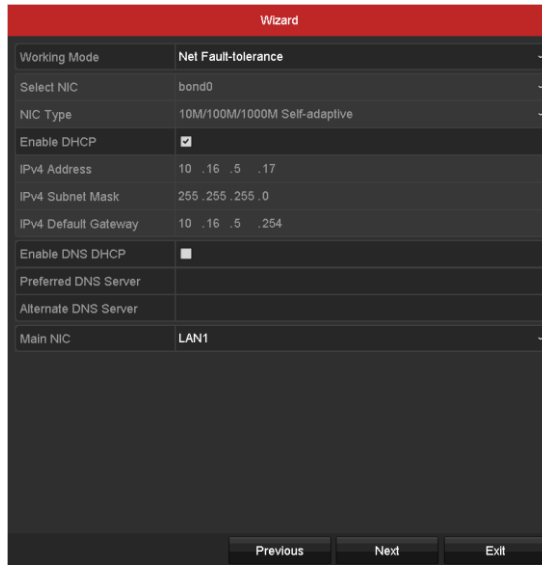 Wizard
Working Mode Net Fault-tolerance
Select NIC bond0
NIC Type 10M/100M/1000M Self-adaptive
Enable DHCP
IPv4 Address 10 .16 .5 .17
IPv4 Subnet Mask 255 .255 .255 .0
IPv4 Default Gateway 10 .16 .5 .254
Enable DNS DHCP
Preferred DNS Server
Alternate DNS Server
Main NIC LAN1
Previous Next Exit